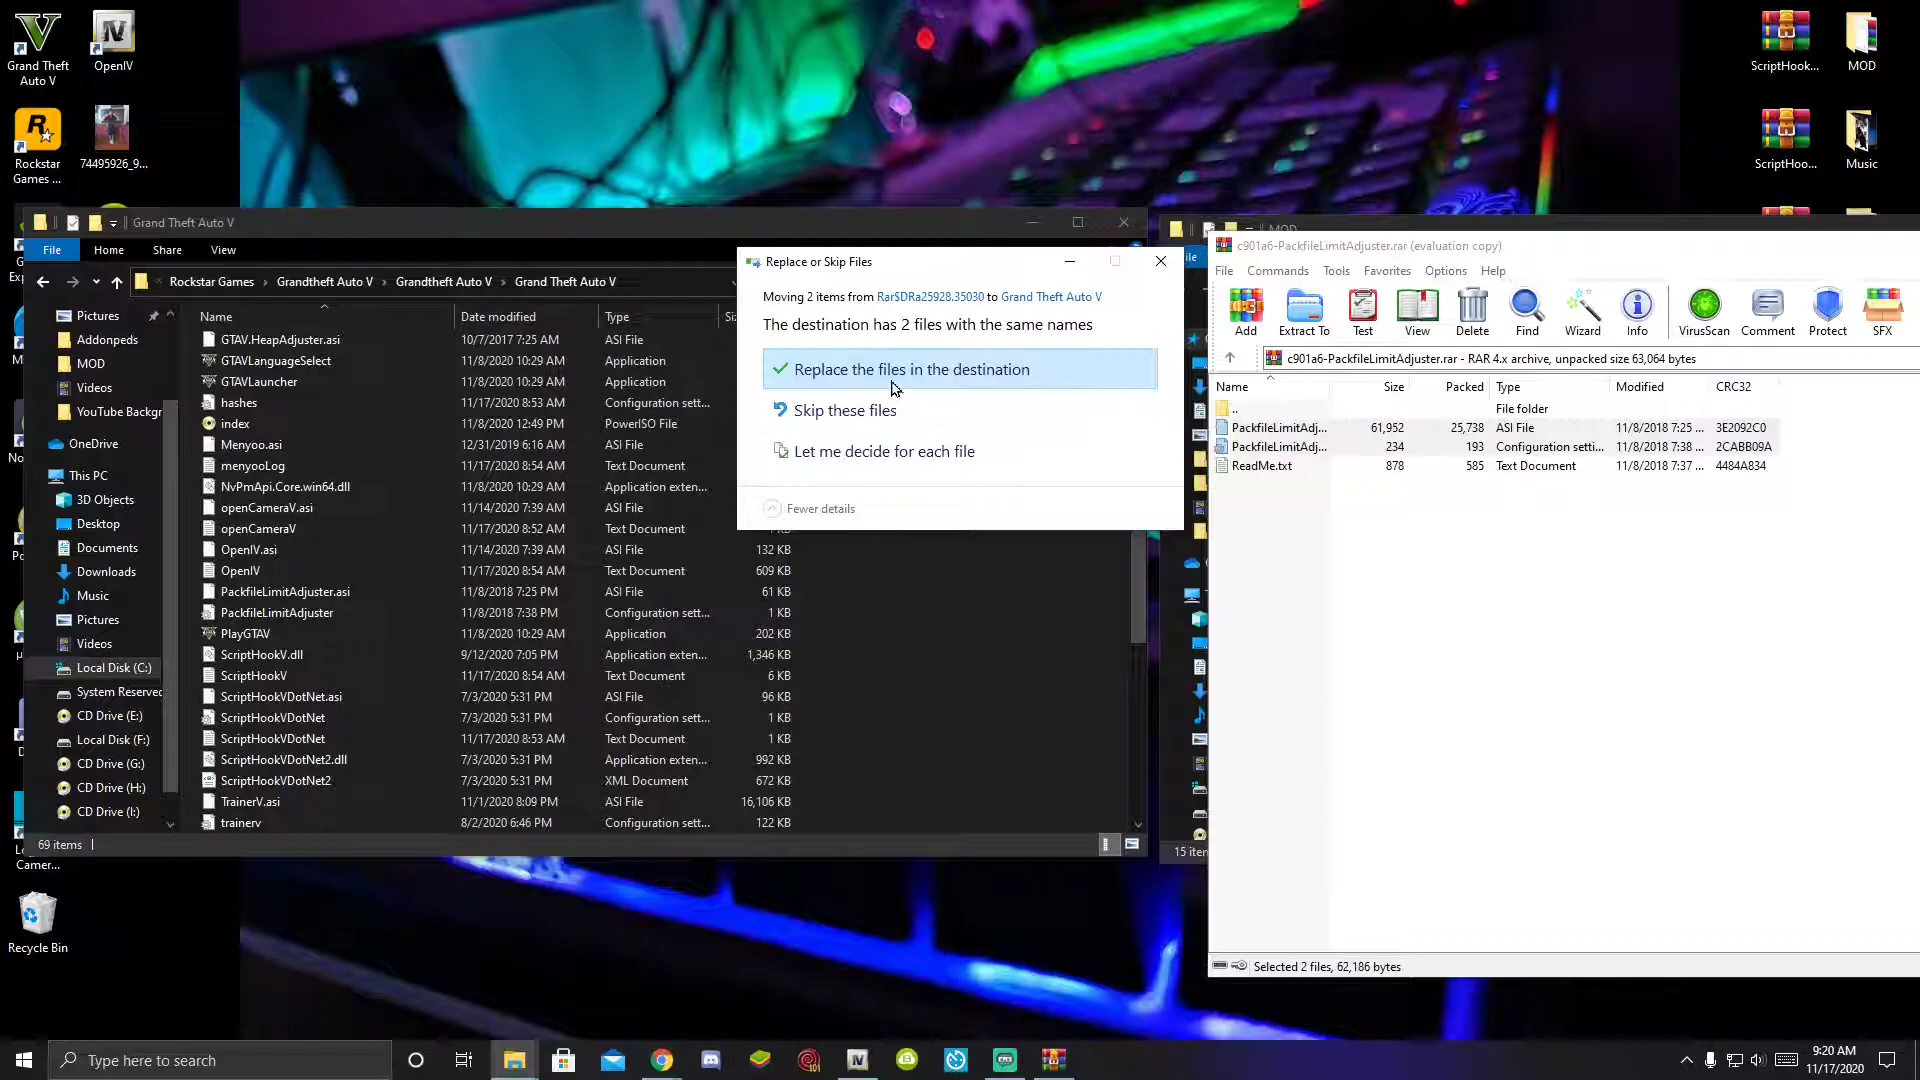 Grand Theft
Auto V
OpenIV
Rockstar
Games ...
74495926_9...
ScriptHook...
MOD
ScriptHoo...
Music
Grand Theft Auto V
File
Home
Share
View
Rockstar Games › Grandtheft Auto V › Grandtheft Auto V › Grand Theft Auto V
Pictures
Addonpeds
MOD
Videos
YouTube Backgr
OneDrive
This PC
3D Objects
Desktop
Documents
Downloads
Music
Pictures
Videos
Local Disk (C:)
System Reserved
CD Drive (E:)
Local Disk (F:)
CD Drive (G:)
CD Drive (H:)
CD Drive (I:)
Name Date modified Type Si
GTAV.HeapAdjuster.asi 10/7/2017 7:25 AM ASI File
GTAVLanguageSelect 11/8/2020 10:29 AM Application
GTAVLauncher 11/8/2020 10:29 AM Application
hashes 11/17/2020 8:53 AM Configuration sett...
index 11/8/2020 12:49 PM PowerISO File
Menyoo.asi 12/31/2019 6:16 AM ASI File
menyooLog 11/17/2020 8:54 AM Text Document
NvPmApi.Core.win64.dll 11/8/2020 10:29 AM Application exten...
openCameraV.asi 11/14/2020 7:39 AM ASI File
openCameraV 11/17/2020 8:52 AM Text Document
OpenIV.asi 11/14/2020 7:39 AM ASI File 132 KB
OpenIV 11/17/2020 8:54 AM Text Document 609 KB
PackfileLimitAdjuster.asi 11/8/2018 7:25 PM ASI File 61 KB
PackfileLimitAdjuster 11/8/2018 7:38 PM Configuration sett... 1 KB
PlayGTAV 11/8/2020 10:29 AM Application 202 KB
ScriptHookV.dll 9/12/2020 7:05 PM Application exten... 1,346 KB
ScriptHookV 11/17/2020 8:54 AM Text Document 6 KB
ScriptHookVDotNet.asi 7/3/2020 5:31 PM ASI File 96 KB
ScriptHookVDotNet 7/3/2020 5:31 PM Configuration sett... 1 KB
ScriptHookVDotNet 11/17/2020 8:53 AM Text Document 1 KB
ScriptHookVDotNet2.dll 7/3/2020 5:31 PM Application exten... 992 KB
ScriptHookVDotNet2 7/3/2020 5:31 PM XML Document 672 KB
TrainerV.asi 11/1/2020 8:09 PM ASI File 16,106 KB
trainerv 8/2/2020 6:46 PM Configuration sett... 122 KB
69 items
Replace or Skip Files
Moving 2 items from Rar$DRa25928.35030 to Grand Theft Auto V
The destination has 2 files with the same names
Replace the files in the destination
Skip these files
Let me decide for each file
Fewer details
MOD
ile
15 iten
c901a6-PackfileLimitAdjuster.rar (evaluation copy)
File Commands Tools Favorites Options Help
Add Extract To Test View Delete Find Wizard Info VirusScan Comment Protect SFX
c901a6-PackfileLimitAdjuster.rar - RAR 4.x archive, unpacked size 63,064 bytes
Name Size Packed Type Modified CRC32
.. File folder
PackfileLimitAdj... 61,952 25,738 ASI File 11/8/2018 7:25 ... 3E2092C0
PackfileLimitAdj... 234 193 Configuration setti... 11/8/2018 7:38 ... 2CABB09A
ReadMe.txt 878 585 Text Document 11/8/2018 7:37 ... 4484A834
Selected 2 files, 62,186 bytes
Camer...
Recycle Bin
Type here to search
9:20 AM
11/17/2020